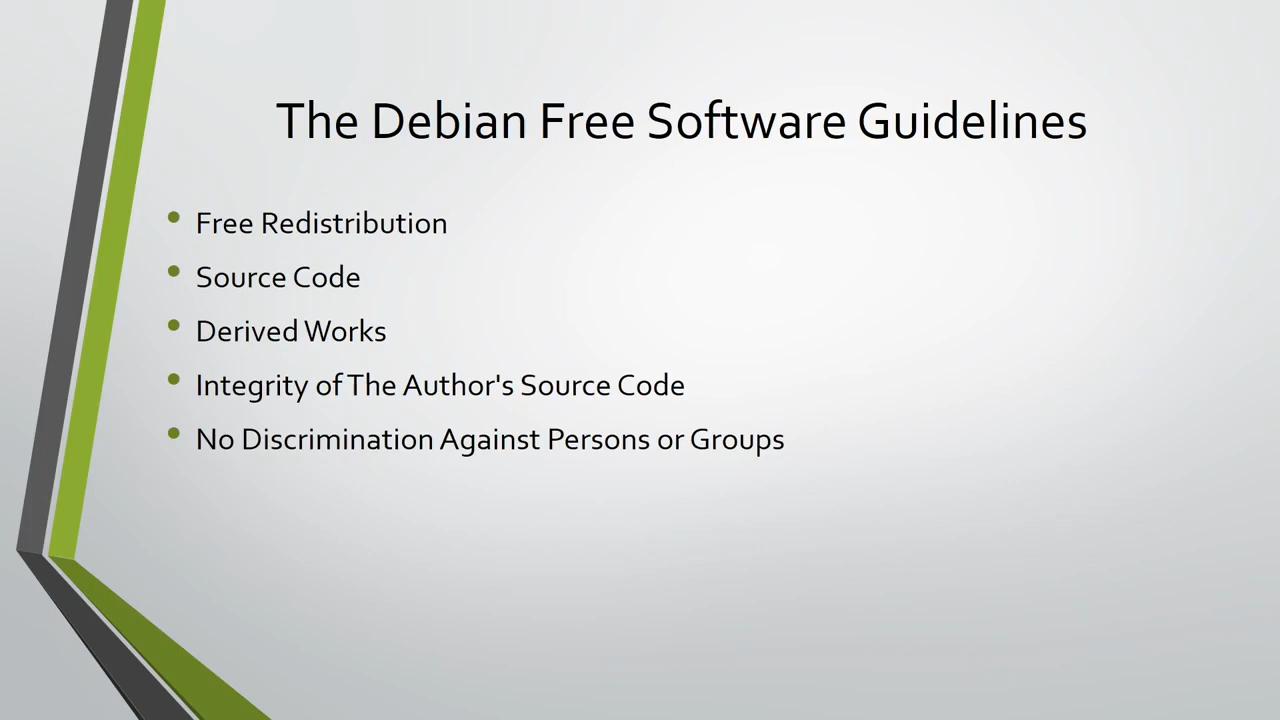 The Debian Free Software Guidelines
Free Redistribution
Source Code
Derived Works
Integrity of The Author's Source Code
No Discrimination Against Persons or Groups